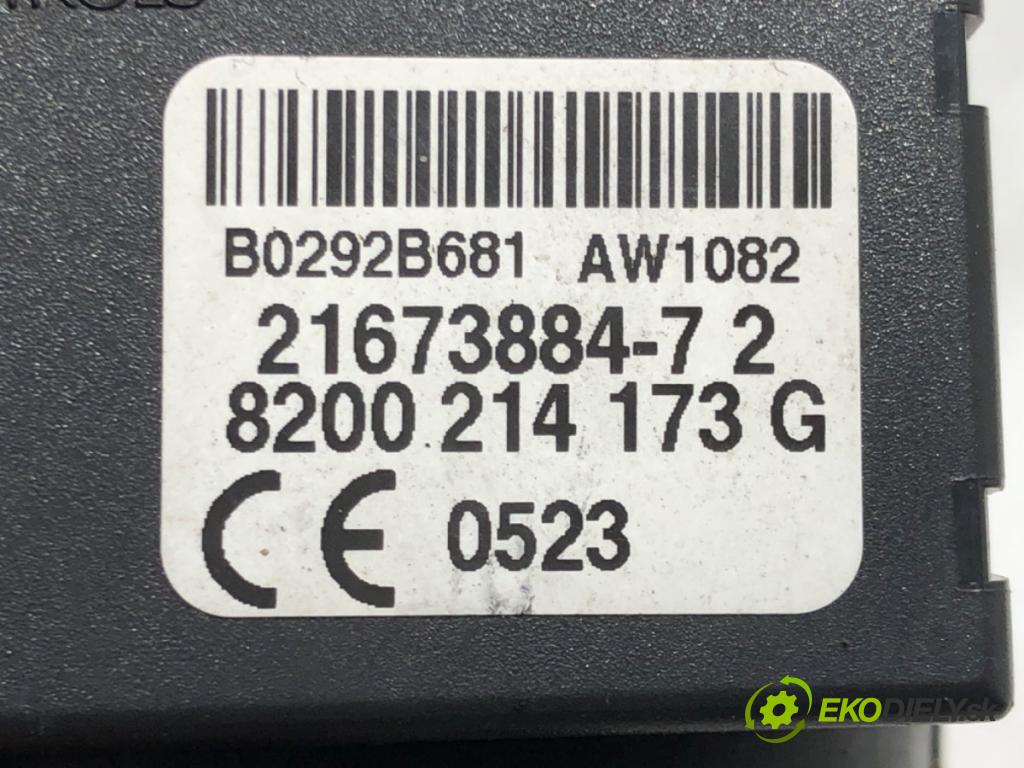 B0292B681 AW1082
21673884-7 2
8200 214 173 G
CE 0523
EKODIELY.sk